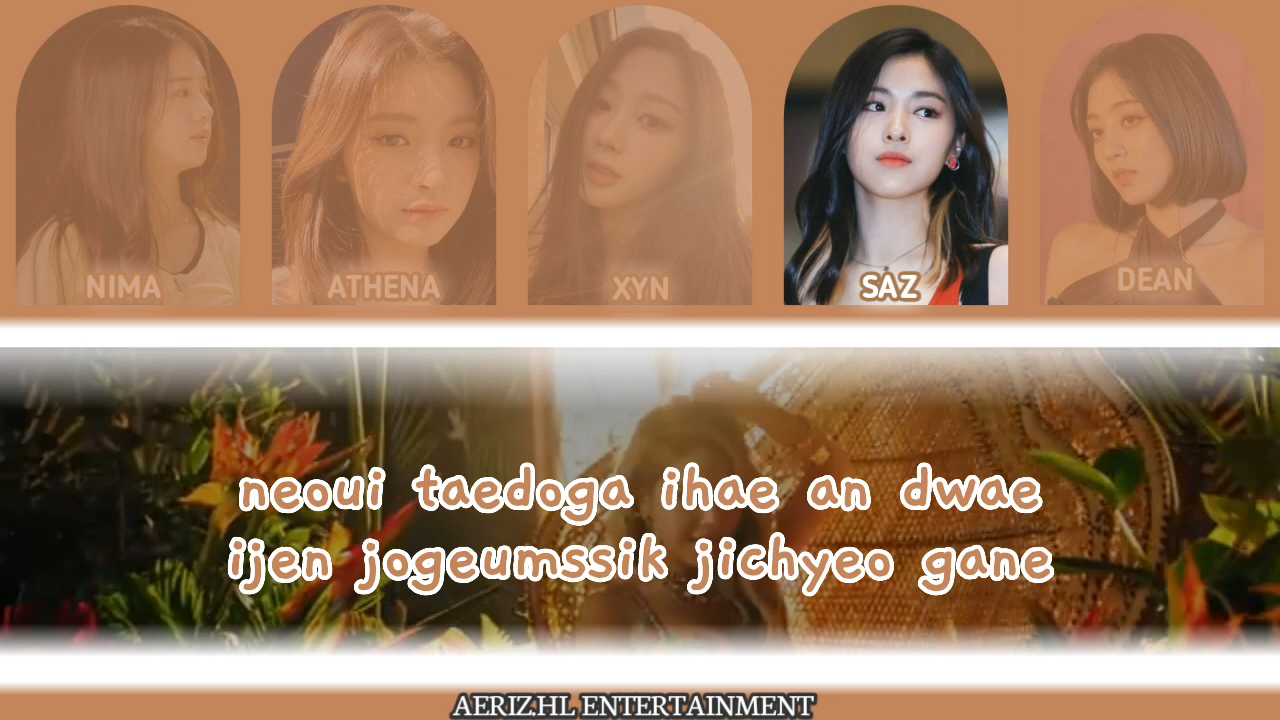 NIMA
ATHENA
XYN
SAZ
DEAN
neoui taedoga ihae an dwae
ijen jogeumssik jichyeo gane
AERIZ.HL ENTERTAINMENT